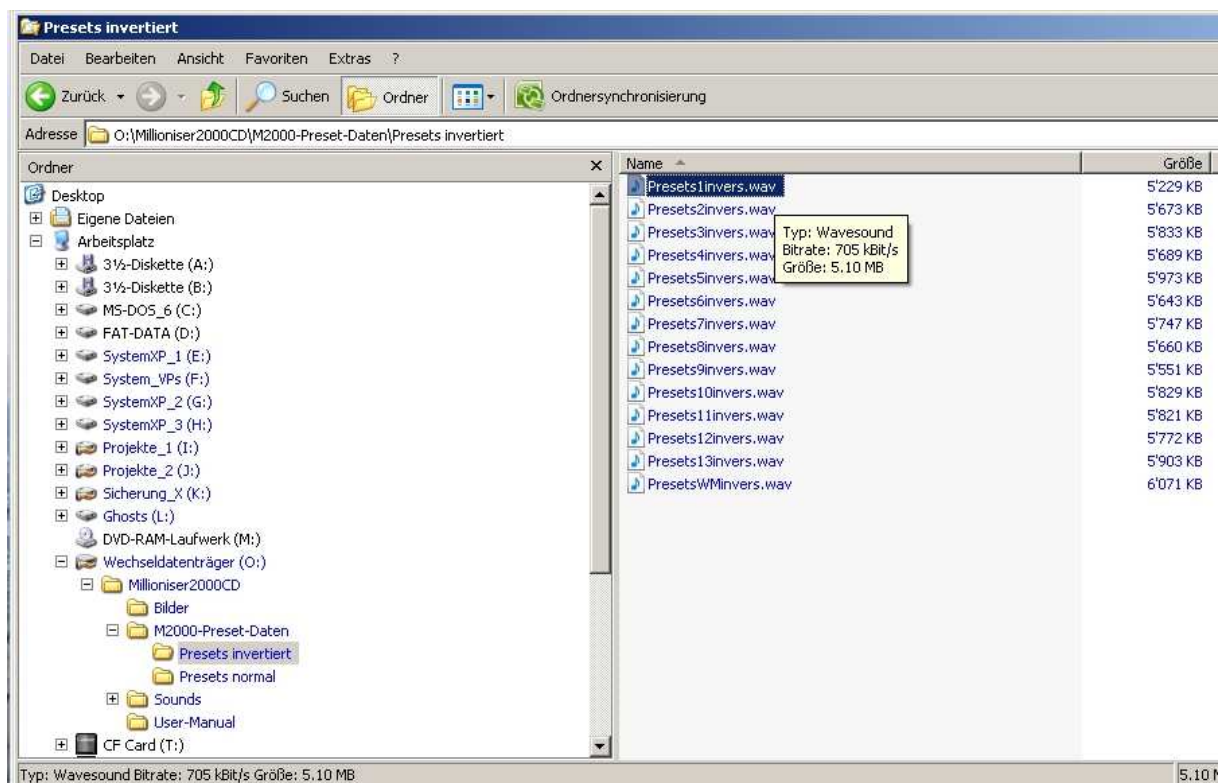 Presets invertiert
Datei Bearbeiten Ansicht Favoriten Extras ?
Zurück Suchen Ordner Ordnersynchronisierung
Adresse O:\Millioniser2000CD\M2000-Preset-Daten\Presets invertiert
Ordner x
Desktop
Eigene Dateien
Arbeitsplatz
3½-Diskette (A:)
3½-Diskette (B:)
MS-DOS_6 (C:)
FAT-DATA (D:)
SystemXP_1 (E:)
System_VPs (F:)
SystemXP_2 (G:)
SystemXP_3 (H:)
Projekte_1 (I:)
Projekte_2 (J:)
Sicherung_X (K:)
Ghosts (L:)
DVD-RAM-Laufwerk (M:)
Wechseldatenträger (O:)
Millioniser2000CD
Bilder
M2000-Preset-Daten
Presets invertiert
Presets normal
Sounds
User-Manual
CF Card (T:)
Name Größe
Presets1invers.wav 5'229 KB
Presets2invers.wav 5'673 KB
Presets3invers.wav 5'833 KB
Presets4invers.wav 5'689 KB
Presets5invers.wav 5'973 KB
Presets6invers.wav 5'643 KB
Presets7invers.wav 5'747 KB
Presets8invers.wav 5'660 KB
Presets9invers.wav 5'551 KB
Presets10invers.wav 5'829 KB
Presets11invers.wav 5'821 KB
Presets12invers.wav 5'772 KB
Presets13invers.wav 5'903 KB
PresetsWMinvers.wav 6'071 KB
Typ: Wavesound
Bitrate: 705 kBit/s
Größe: 5.10 MB
Typ: Wavesound Bitrate: 705 kBit/s Größe: 5.10 MB 5.10